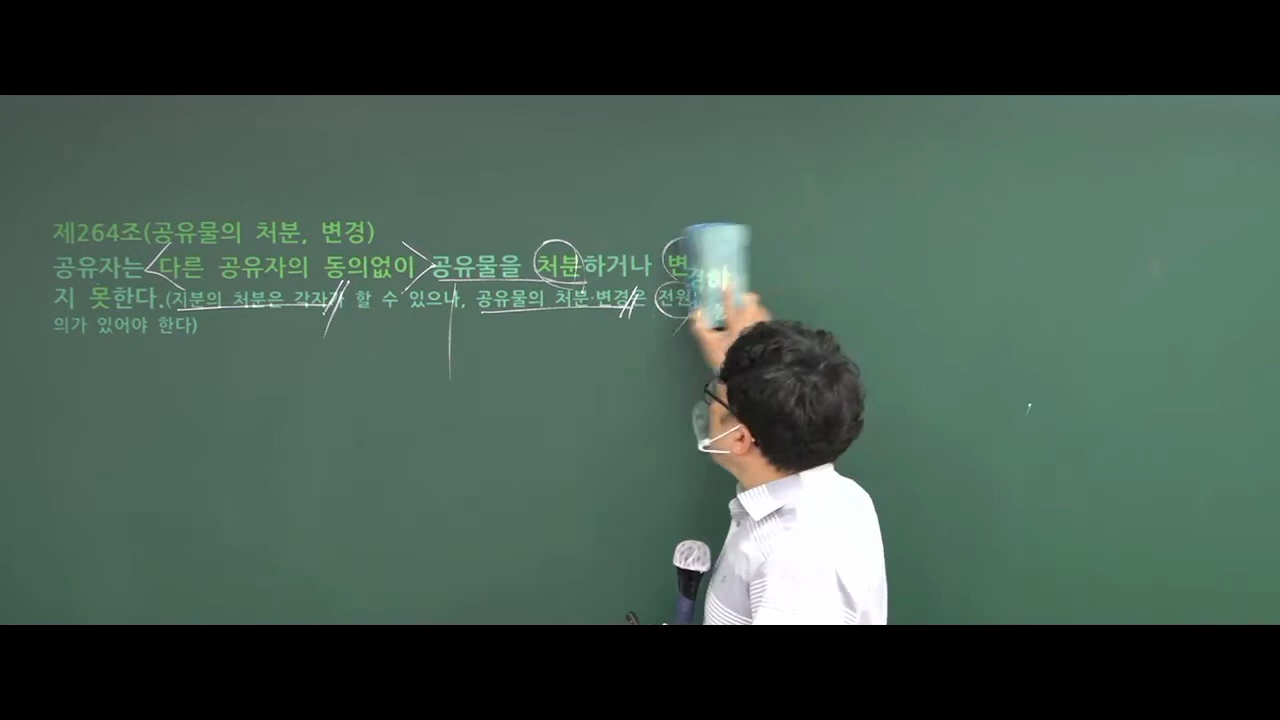 제264조(공유물의 처분, 변경)
공유자는 다른 공유자의 동의없이 공유물을 처분하거나 변경하
지 못한다.(지분의 처분은 각자가 할 수 있으나, 공유물의 처분·변경은 전원
의가 있어야 한다)